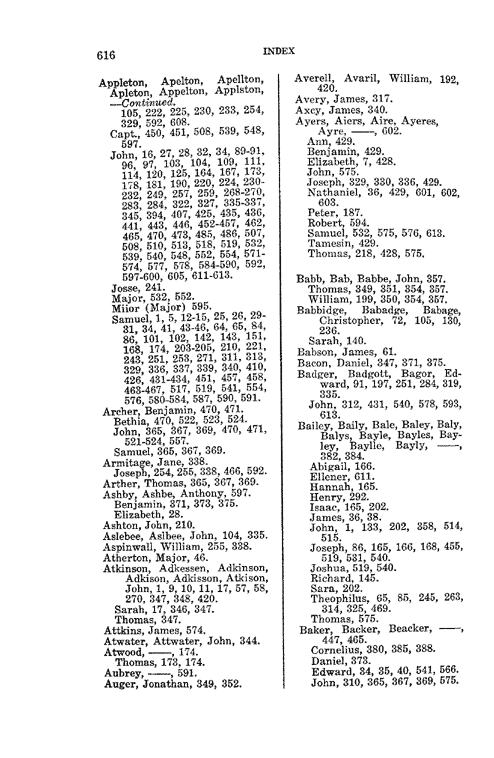 616
INDEX
Appleton, Apelton, Apellton,
Apleton, Appelton, Applston,
—Continued.
105, 222, 225, 230, 233, 254,
329, 592, 608.
Capt., 450, 451, 508, 539, 548,
597.
John, 16, 27, 28, 32, 34, 89-91,
96, 97, 103, 104, 109, 111,
114, 120, 125, 164, 167, 173,
178, 181, 190, 220, 224, 230-
232, 249, 257, 259, 268-270,
283, 284, 322, 327, 335-337,
345, 394, 407, 425, 435, 436,
441, 443, 446, 452-457, 462,
465, 470, 473, 485, 486, 507,
508, 510, 513, 518, 519, 532,
539, 540, 548, 552, 554, 571-
574, 577, 578, 584-590, 592,
597-600, 605, 611-613.
Josse, 241.
Major, 532, 552.
Miior (Major) 595.
Samuel, 1, 5, 12-15, 25, 26, 29-
31, 34, 41, 43-46, 64, 65, 84,
86, 101, 102, 142, 143, 151,
168, 174, 203-205, 210, 221,
243, 251, 253, 271, 311, 313,
329, 336, 337, 339, 340, 410,
426, 431-434, 451, 457, 458,
463-467, 517, 519, 541, 554,
576, 580-584, 587, 590, 591.
Archer, Benjamin, 470, 471.
Bethia, 470, 522, 523, 524.
John, 365, 367, 369, 470, 471,
521-524, 557.
Samuel, 365, 367, 369.
Armitage, Jane, 338.
Joseph, 254, 255, 338, 466, 592.
Arther, Thomas, 365, 367, 369.
Ashby, Ashbe, Anthony, 597.
Benjamin, 371, 373, 375.
Elizabeth, 28.
Ashton, John, 210.
Aslebee, Aslbee, John, 104, 335.
Aspinwall, William, 255, 338.
Atherton, Major, 46.
Atkinson, Adkessen, Adkinson,
Adkison, Adkisson, Atkison,
John, 1, 9, 10, 11, 17, 57, 58,
270, 347, 348, 420.
Sarah, 17, 346, 347.
Thomas, 347.
Attkins, James, 574.
Atwater, Attwater, John, 344.
Atwood, ——, 174.
Thomas, 173, 174.
Aubrey, ——, 591.
Auger, Jonathan, 349, 352.
Averell, Avaril, William, 192,
420.
Avery, James, 317.
Axey, James, 340.
Ayers, Aiers, Aire, Ayeres,
Ayre, ——, 602.
Ann, 429.
Benjamin, 429.
Elizabeth, 7, 428.
John, 575.
Joseph, 329, 330, 336, 429.
Nathaniel, 36, 429, 601, 602,
603.
Peter, 187.
Robert, 594.
Samuel, 532, 575, 576, 613.
Tamesin, 429.
Thomas, 218, 428, 575.
Babb, Bab, Babbe, John, 357.
Thomas, 349, 351, 354, 357.
William, 199, 350, 354, 357.
Babbidge, Babadge, Babage,
Christopher, 72, 105, 130,
236.
Sarah, 140.
Babson, James, 61.
Bacon, Daniel, 347, 371, 375.
Badger, Badgott, Bagor, Ed-
ward, 91, 197, 251, 284, 319,
335.
John, 312, 431, 540, 578, 593,
613.
Bailey, Baily, Bale, Baley, Baly,
Balys, Bayle, Bayles, Bay-
ley, Baylie, Bayly, ——,
382, 384.
Abigail, 166.
Ellener, 611.
Hannah, 165.
Henry, 292.
Isaac, 165, 202.
James, 36, 38.
John, 1, 133, 202, 358, 514,
515.
Joseph, 86, 165, 166, 168, 455,
519, 531, 540.
Joshua, 519, 540.
Richard, 145.
Sara, 202.
Theophilus, 65, 85, 245, 263,
314, 325, 469.
Thomas, 575.
Baker, Backer, Beacker, ——,
447, 465.
Cornelius, 380, 385, 388.
Daniel, 373.
Edward, 34, 35, 40, 541, 566.
John, 310, 365, 367, 369, 575.